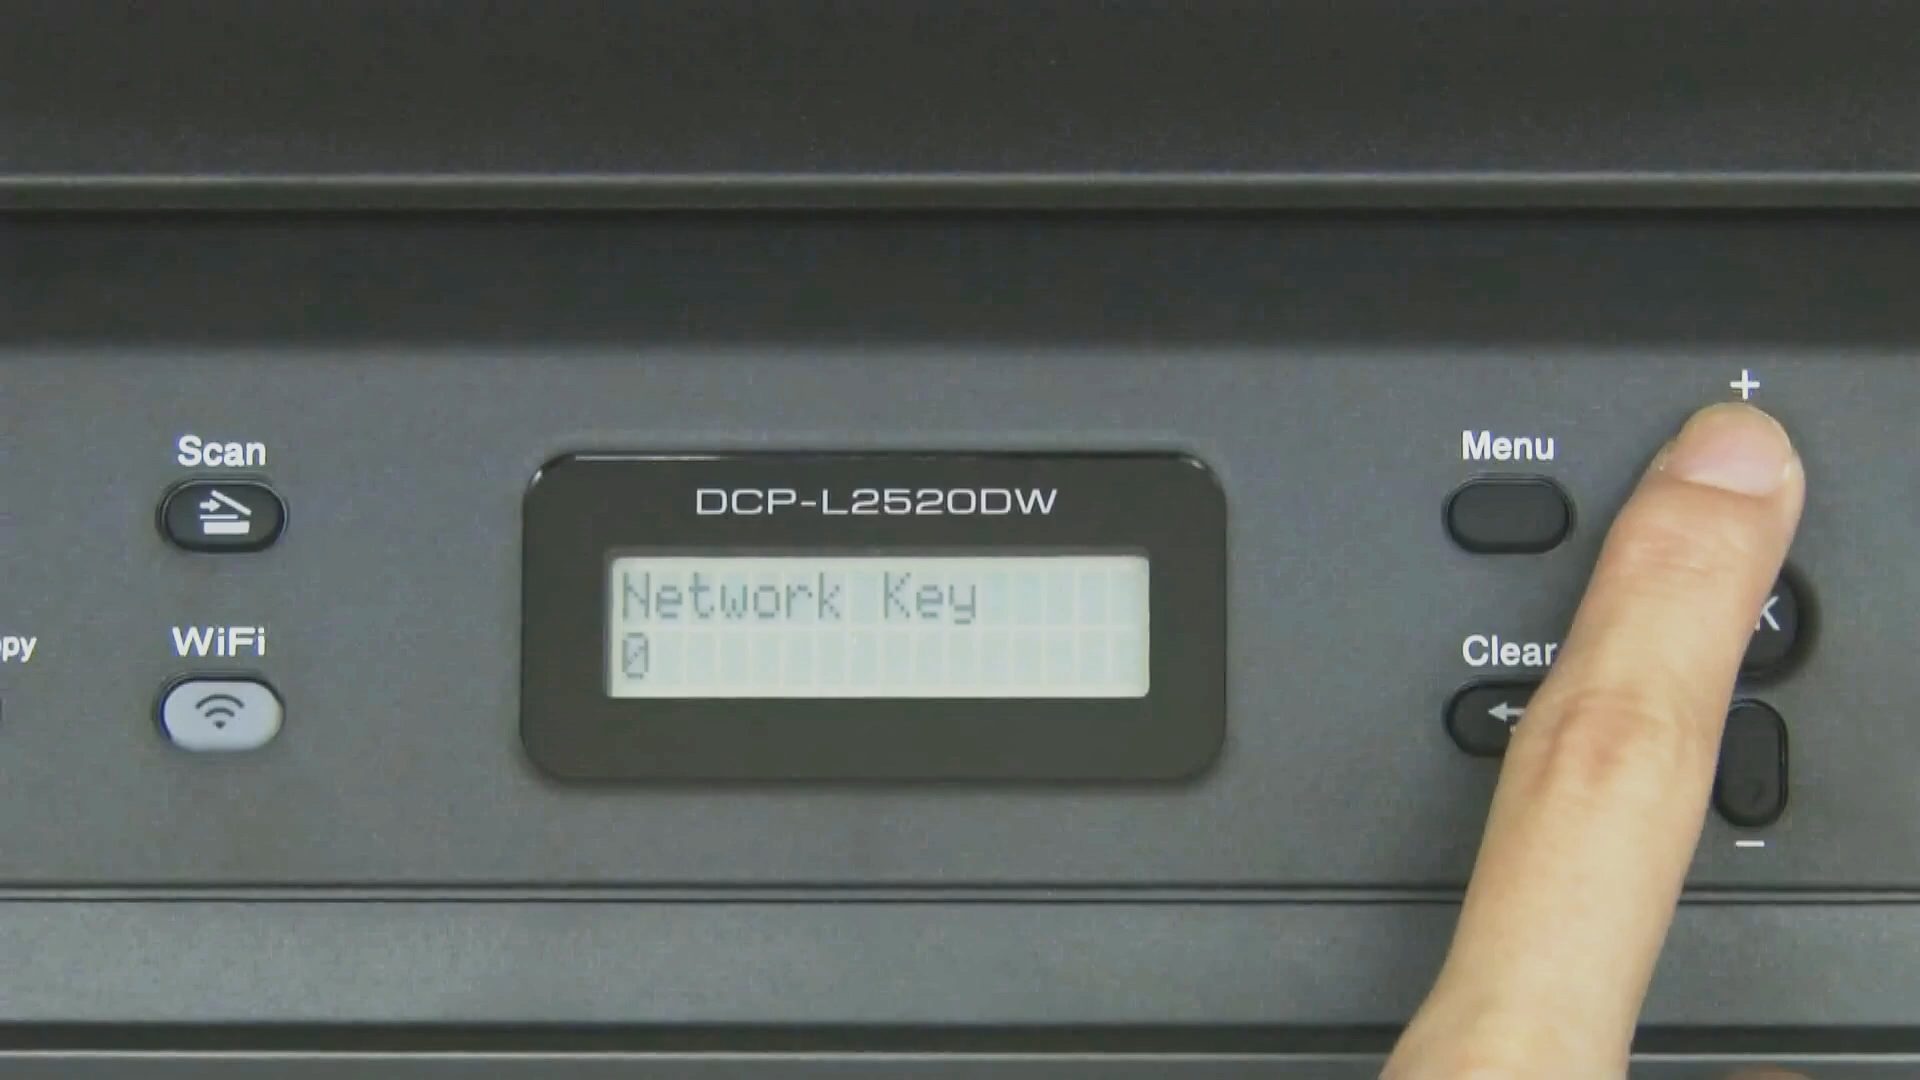 Scan
WiFi
DCP-L2520DW
Network Key
0
Menu
Clear
+
-